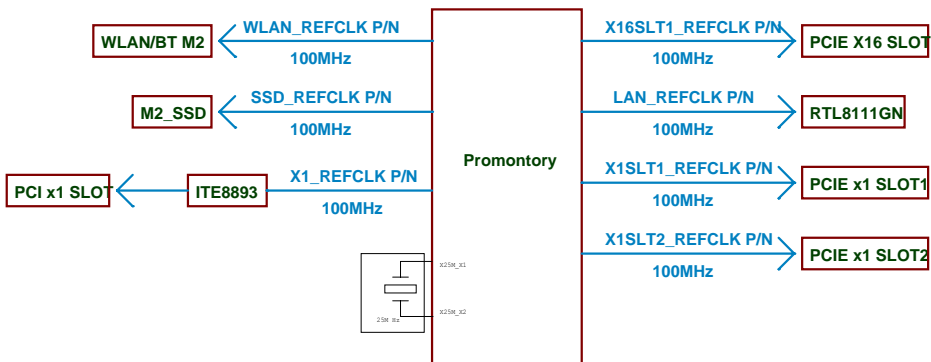 WLAN_REFCLK P/N
X16SLT1_REFCLK P/N
WLAN/BT M2
PCIE X16 SLOT
100MHz
100MHz
SSD_REFCLK P/N
LAN_REFCLK P/N
M2_SSD
RTL8111GN
100MHz
100MHz
Promontory
X1_REFCLK P/N
X1SLT1_REFCLK P/N
PCI x1 SLOT
ITE8893
PCIE x1 SLOT1
100MHz
100MHz
X1SLT2_REFCLK P/N
PCIE x1 SLOT2
X25M_X1
100MHz
X25M_X2
25M Hz